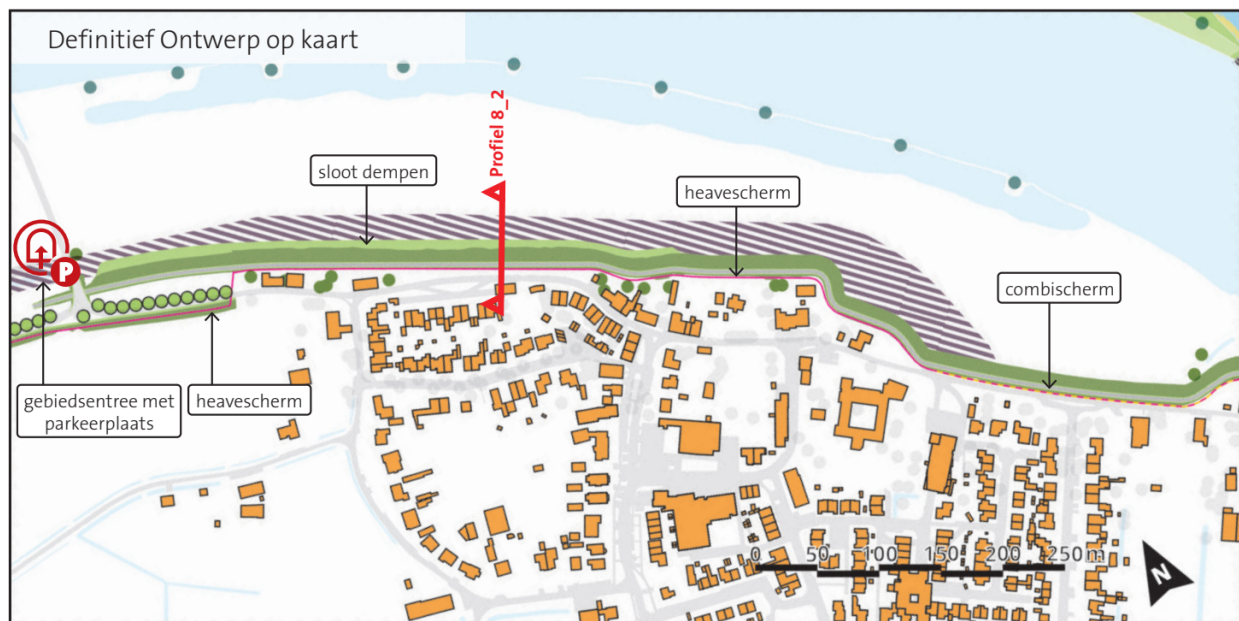 Definitief Ontwerp op kaart
Profiel 8_2
sloot dempen
heavescherm
P
combischerm
gebiedsentree met
parkeerplaats
heavescherm
0 50 100 150 200 250 m
N